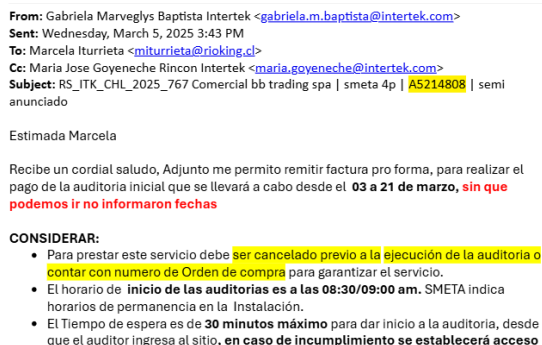 From: Gabriela Marveglys Baptista Intertek <gabriela.m.baptista@intertek.com>
Sent: Wednesday, March 5, 2025 3:43 PM
To: Marcela Iturrieta <miturrieta@rioking.cl>
Cc: Maria Jose Goyeneche Rincon Intertek <maria.goyeneche@intertek.com>
Subject: RS_ITK_CHL_2025_767 Comercial bb trading spa | smeta 4p | A5214808 | semi
anunciado
Estimada Marcela
Recibe un cordial saludo, Adjunto me permito remitir factura pro forma, para realizar el
pago de la auditoria inicial que se llevará a cabo desde el 03 a 21 de marzo, sin que
podemos ir no informaron fechas
CONSIDERAR:
• Para prestar este servicio debe ser cancelado previo a la ejecución de la auditoria o
contar con numero de Orden de compra para garantizar el servicio.
• El horario de inicio de las auditorias es a las 08:30/09:00 am. SMETA indica
horarios de permanencia en la Instalación.
• El Tiempo de espera es de 30 minutos máximo para dar inicio a la auditoria, desde
que el auditor ingresa al sitio, en caso de incumplimiento se establecerá acceso